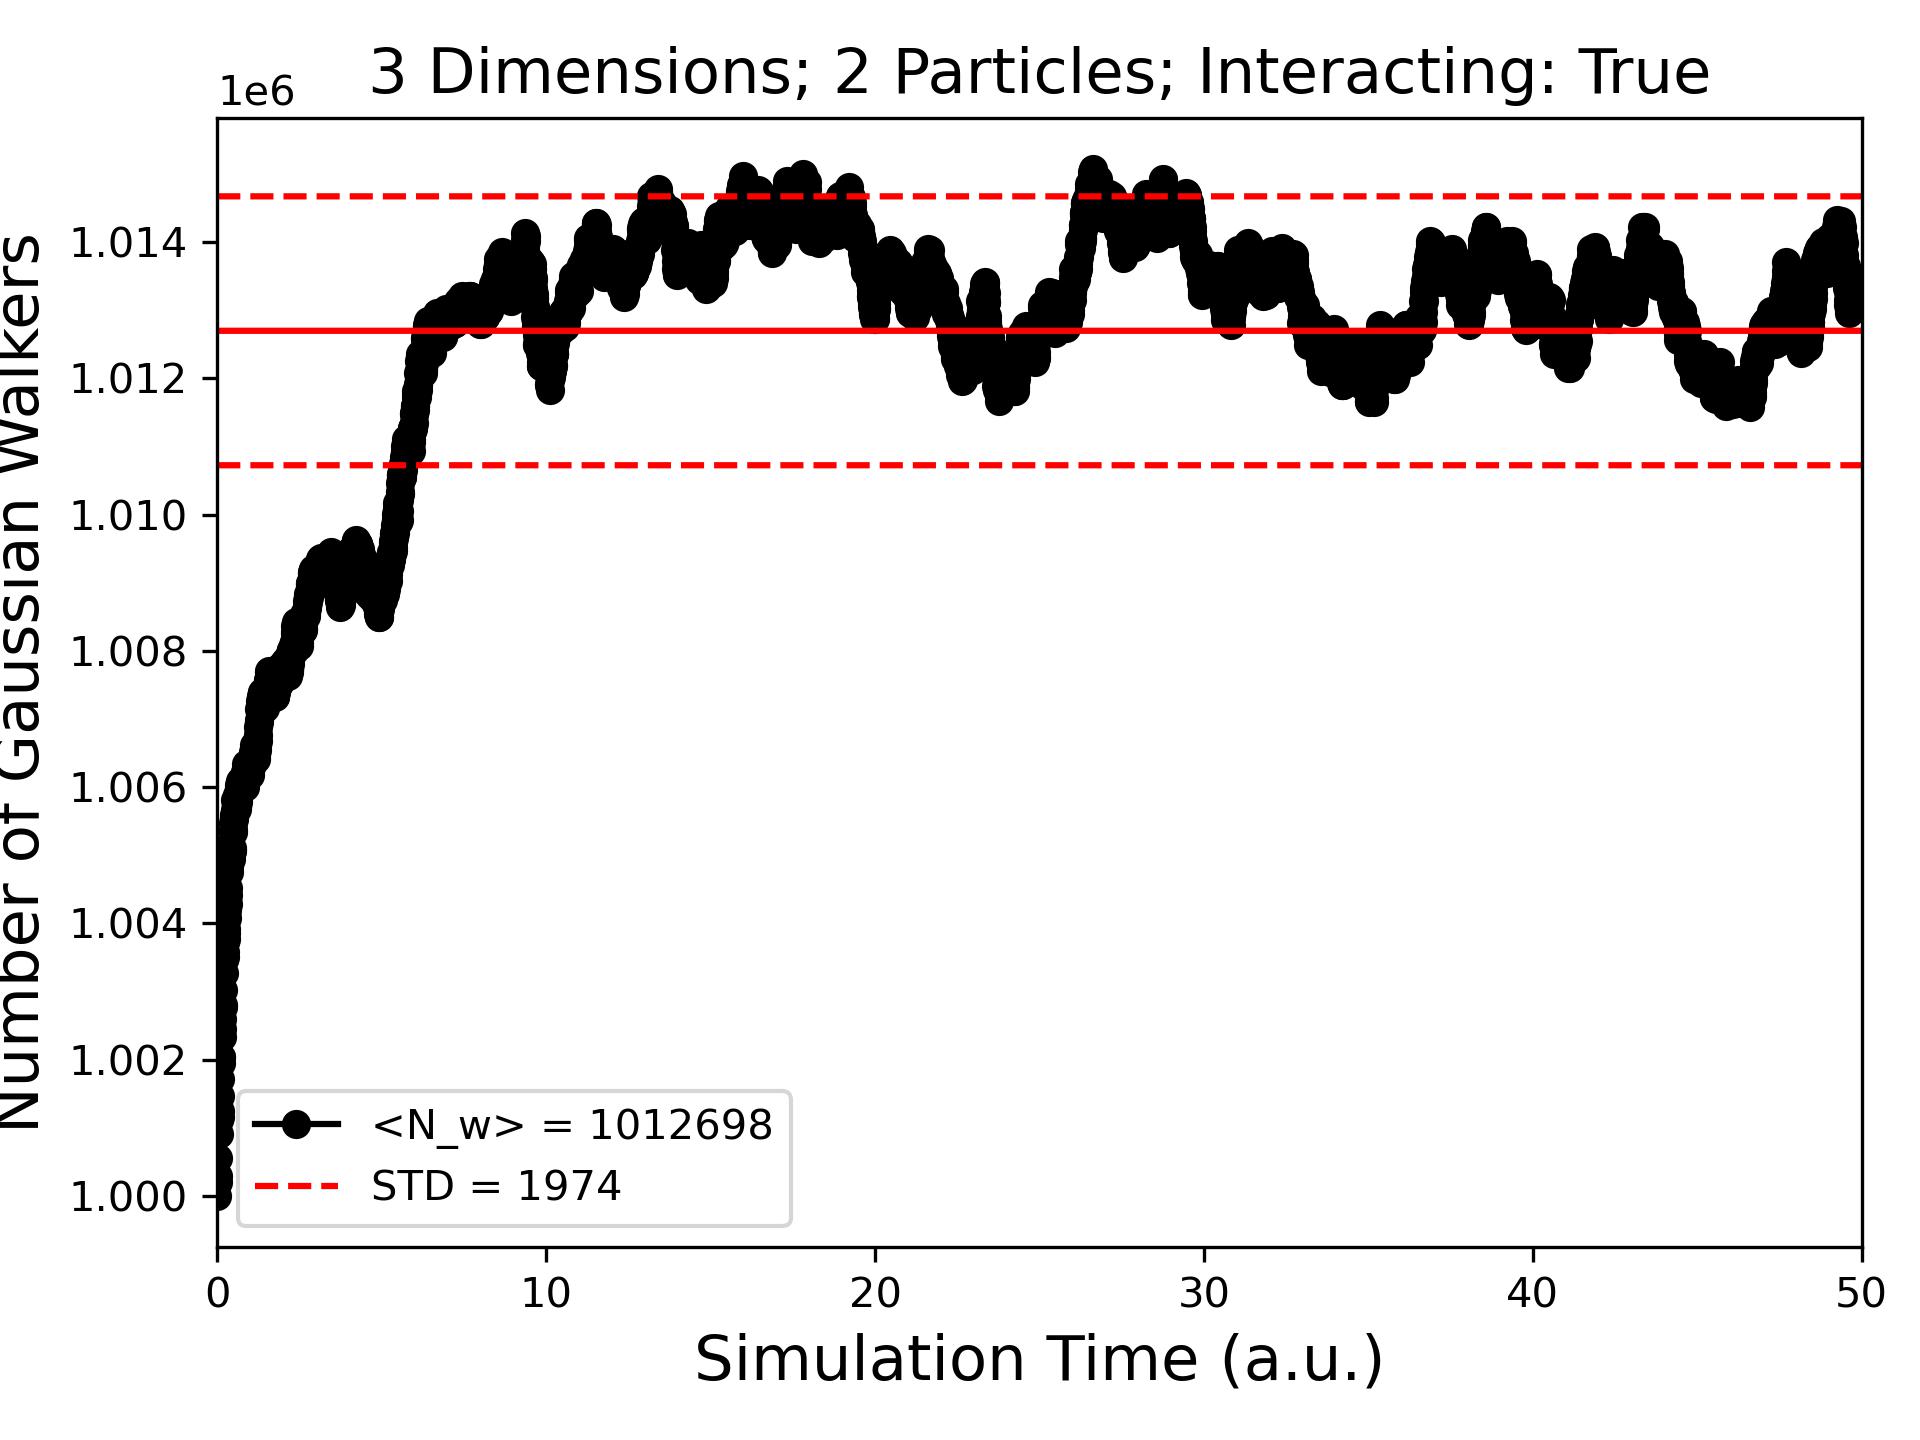 3 Dimensions; 2 Particles; Interacting: True
1e6
Number of Gaussian Walkers
1.014
1.012
1.010
1.008
1.006
1.004
1.002
1.000
<N_w> = 1012698
STD = 1974
0 10 20 30 40 50
Simulation Time (a.u.)